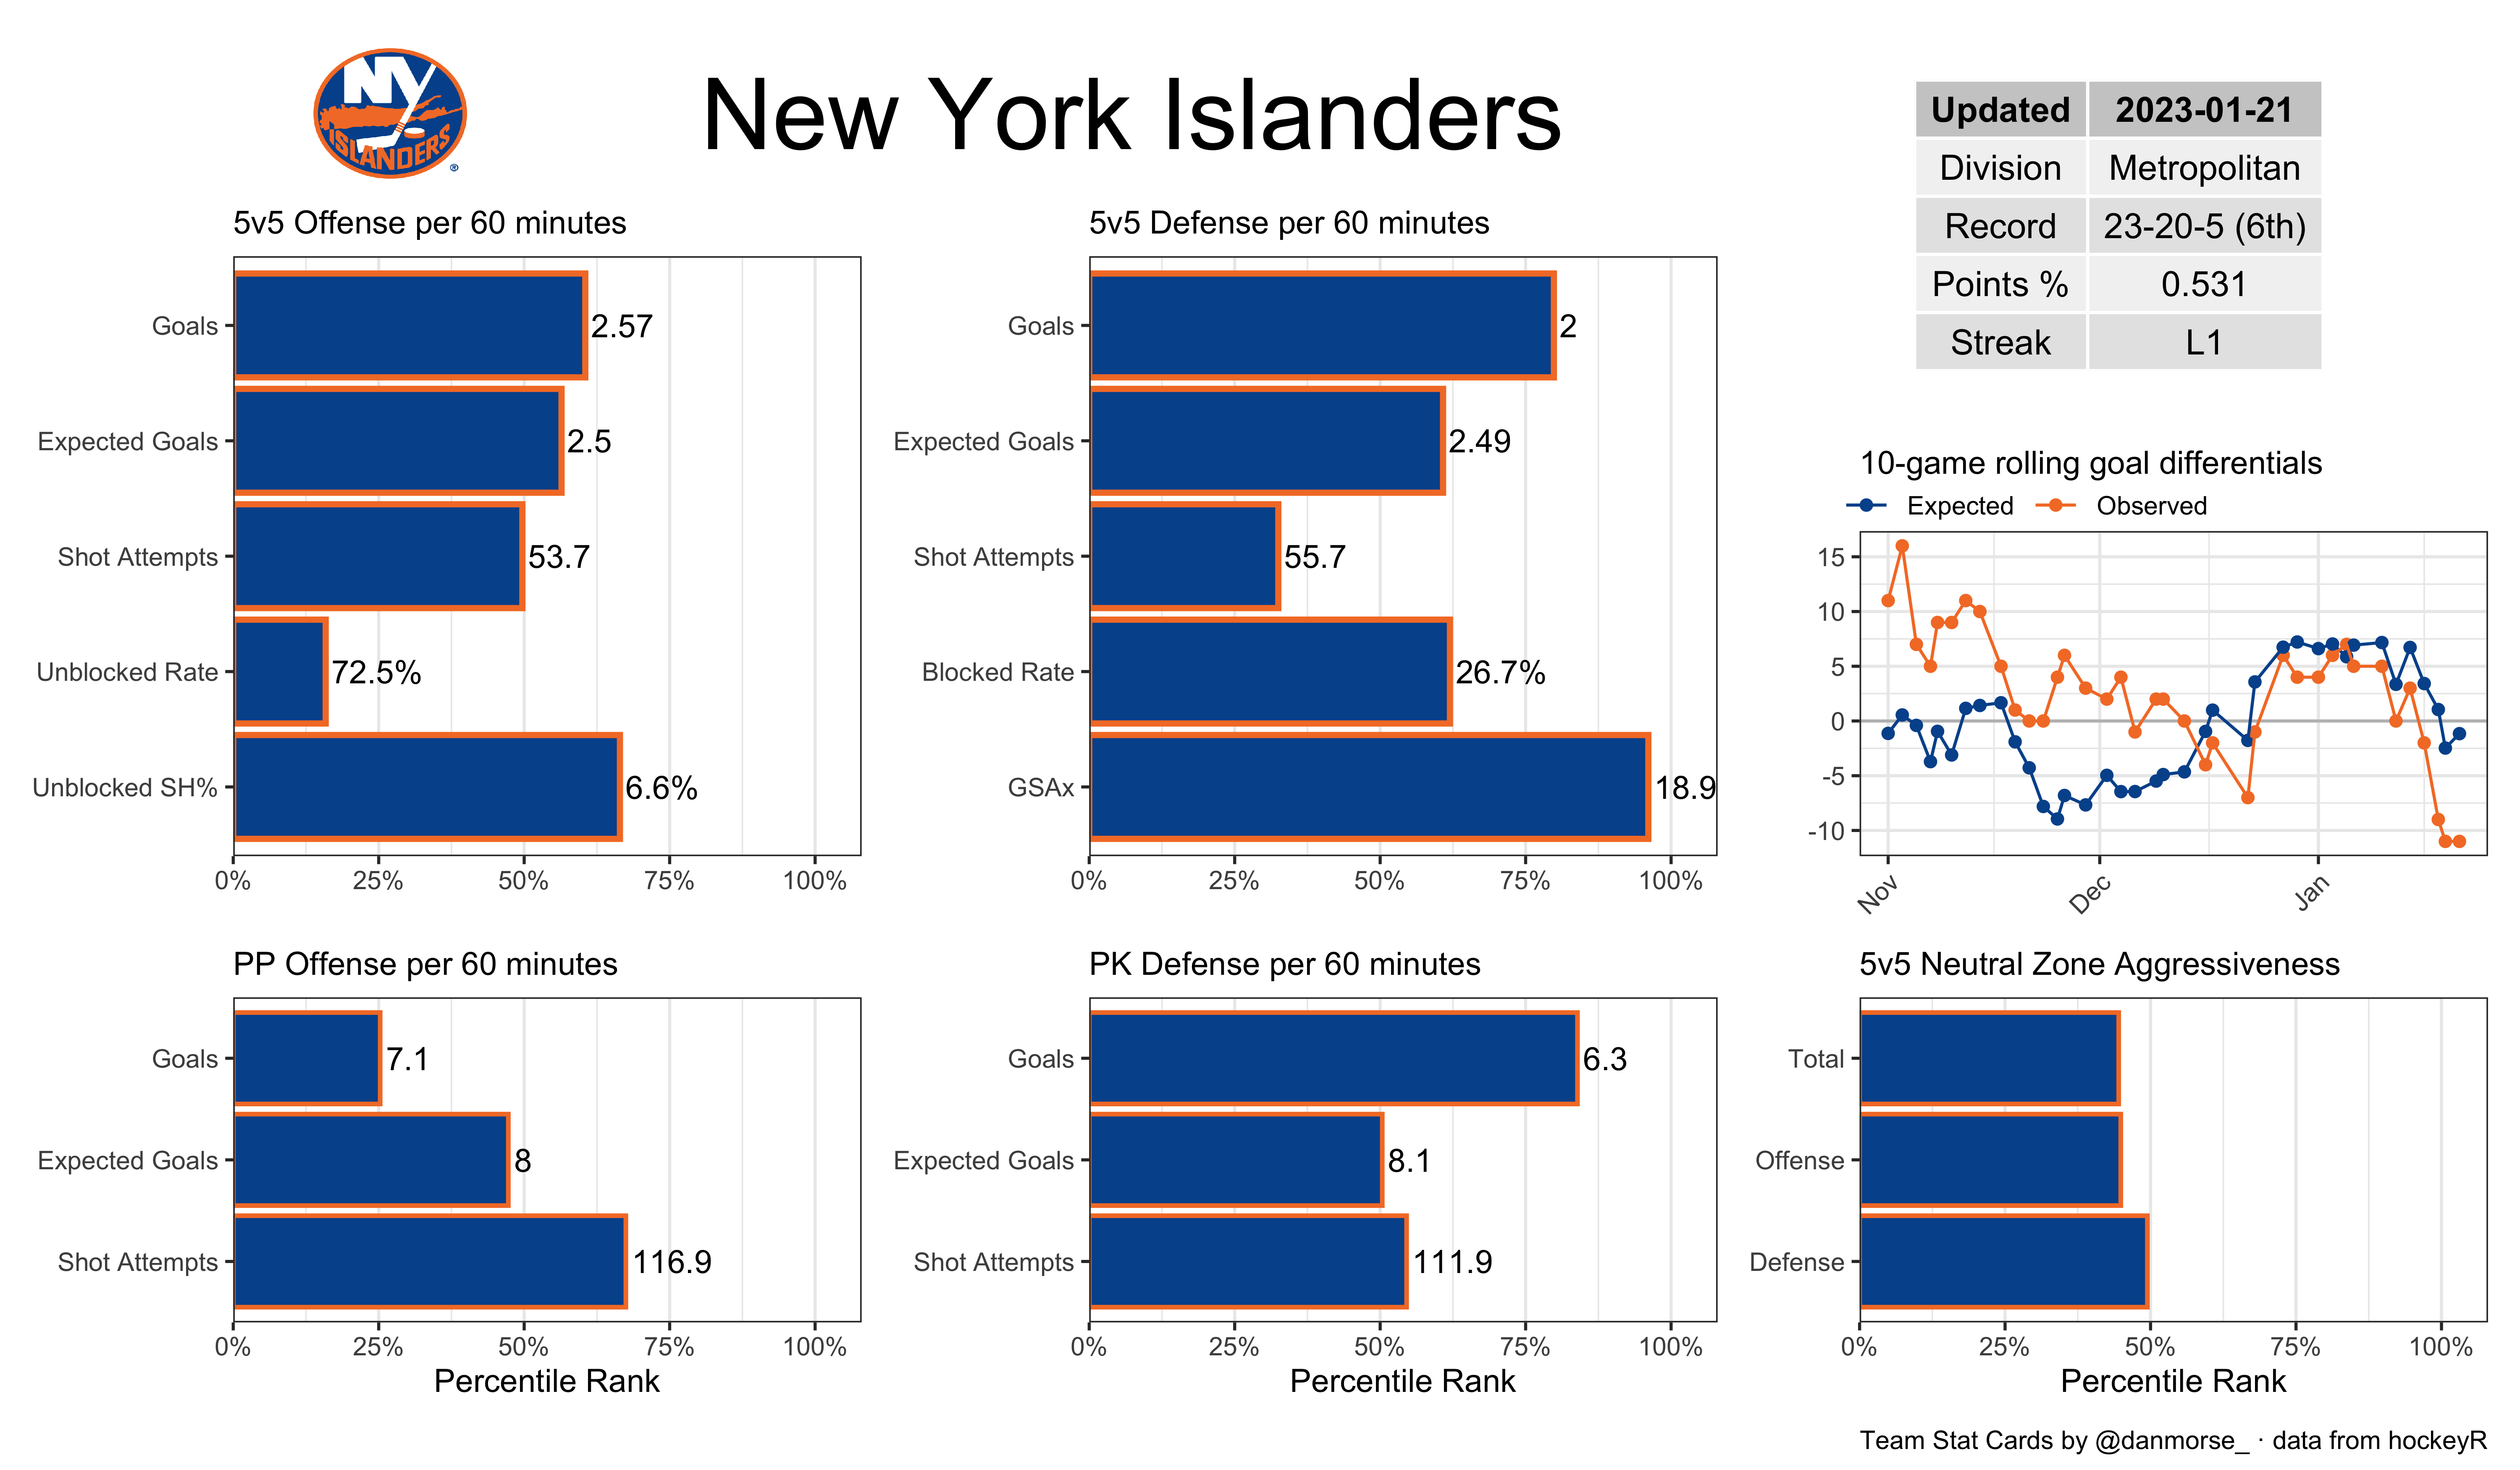 NY
ISLANDERS
®
New York Islanders
Updated 2023-01-21
Division Metropolitan
Record 23-20-5 (6th)
Points % 0.531
Streak L1
5v5 Offense per 60 minutes
Goals 2.57
Expected Goals 2.5
Shot Attempts 53.7
Unblocked Rate 72.5%
Unblocked SH% 6.6%
0% 25% 50% 75% 100%
5v5 Defense per 60 minutes
Goals 2
Expected Goals 2.49
Shot Attempts 55.7
Blocked Rate 26.7%
GSAx 18.9
0% 25% 50% 75% 100%
10-game rolling goal differentials
Expected Observed
15
10
5
0
-5
-10
Nov Dec Jan
PP Offense per 60 minutes
Goals 7.1
Expected Goals 8
Shot Attempts 116.9
0% 25% 50% 75% 100%
Percentile Rank
PK Defense per 60 minutes
Goals 6.3
Expected Goals 8.1
Shot Attempts 111.9
0% 25% 50% 75% 100%
Percentile Rank
5v5 Neutral Zone Aggressiveness
Total
Offense
Defense
0% 25% 50% 75% 100%
Percentile Rank
Team Stat Cards by @danmorse_ · data from hockeyR